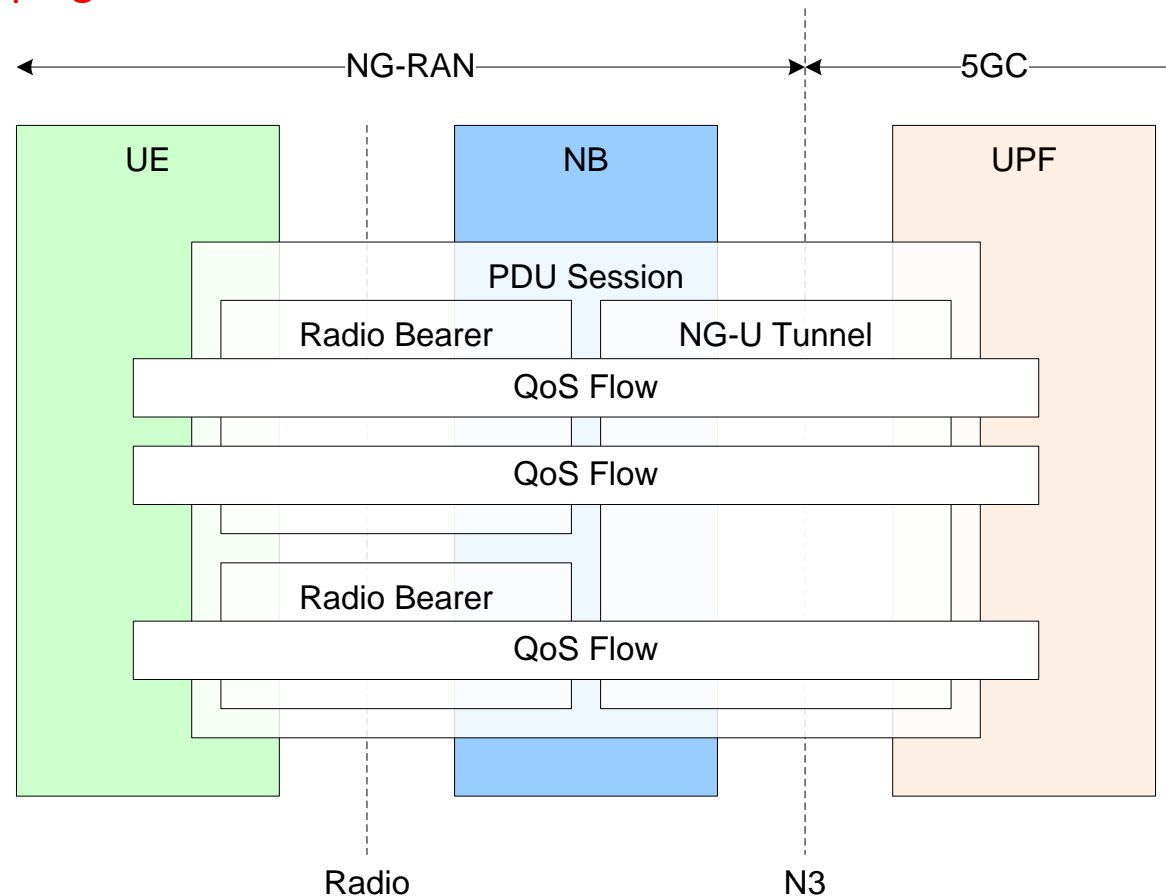 NG-RAN 5GC
UE NB UPF
PDU Session
Radio Bearer NG-U Tunnel
QoS Flow
QoS Flow
Radio Bearer
QoS Flow
Radio N3